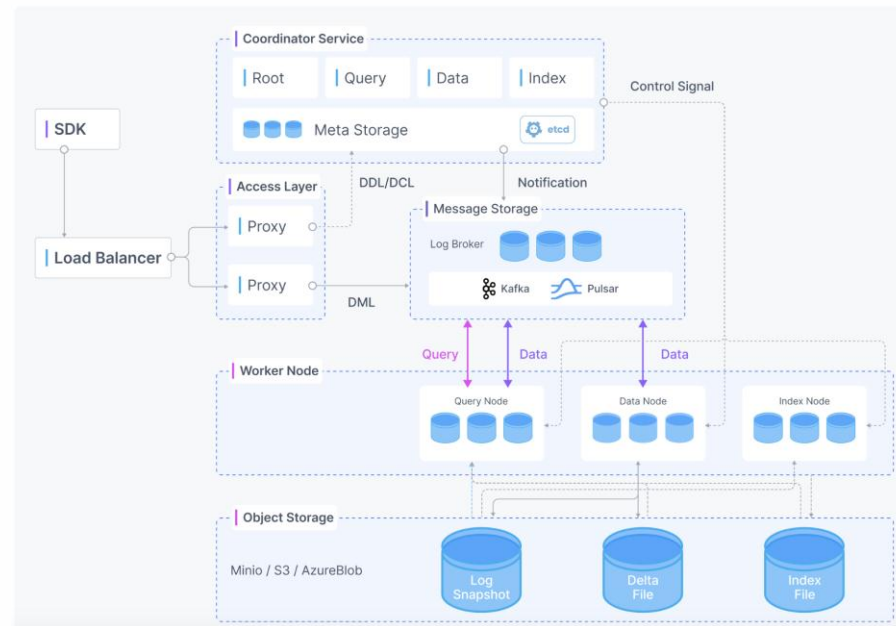 Coordinator Service
Root
Query
Data
Index
Control Signal
SDK
Meta Storage
etcd
DDL/DCL
Notification
Access Layer
Message Storage
Proxy
Log Broker
Load Balancer
Proxy
Kafka
Pulsar
DML
Query
Data
Data
Worker Node
Query Node
Data Node
Index Node
Object Storage
Minio / S3 / AzureBlob
Log
Snapshot
Delta
File
Index
File